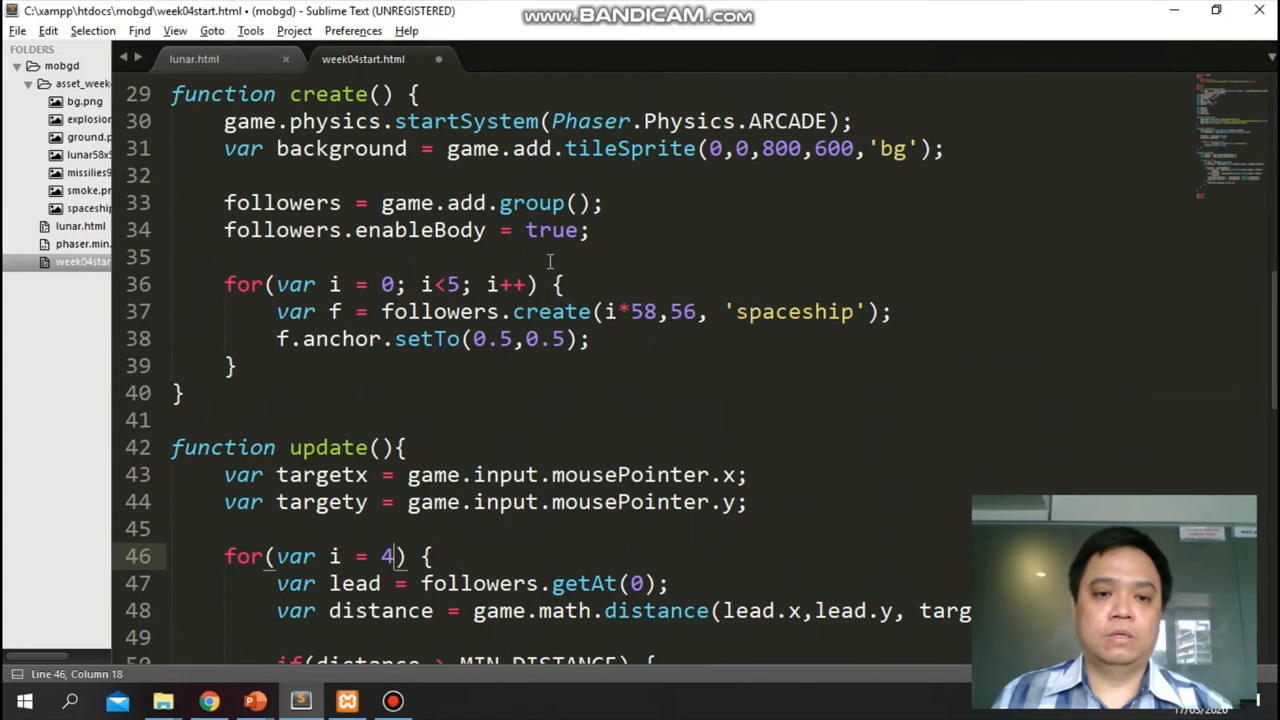 C:\xampp\htdocs\mobgd\week04start.html • (mobgd) - Sublime Text (UNREGISTERED)
www.BANDICAM.com
File Edit Selection Find View Goto Tools Project Preferences Help
FOLDERS
mobgd
asset_week
bg.png
explosion
ground.p
lunar58x5
missilies9
smoke.pr
spaceship
lunar.html
phaser.min.
week04star
lunar.html
week04start.html
29 function create() {
30 game.physics.startSystem(Phaser.Physics.ARCADE);
31 var background = game.add.tileSprite(0,0,800,600,'bg');
32
33 followers = game.add.group();
34 followers.enableBody = true;
35
36 for(var i = 0; i<5; i++) {
37 var f = followers.create(i*58,56, 'spaceship');
38 f.anchor.setTo(0.5,0.5);
39 }
40 }
41
42 function update(){
43 var targetx = game.input.mousePointer.x;
44 var targety = game.input.mousePointer.y;
45
46 for(var i = 4) {
47 var lead = followers.getAt(0);
48 var distance = game.math.distance(lead.x,lead.y, targ
49
50 if(distance > MIN_DISTANCE) {
Line 46, Column 18
17/03/2020